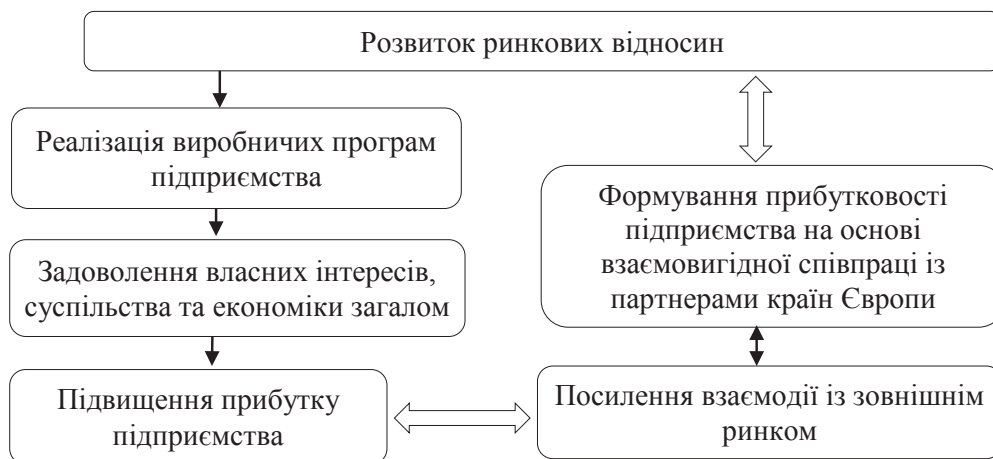 Розвиток ринкових відносин
Реалізація виробничих програм
підприємства
Задоволення власних інтересів,
суспільства та економіки загалом
Підвищення прибутку
підприємства
Формування прибутковості
підприємства на основі
взаємовигідної співпраці із
партнерами країн Європи
Посилення взаємодії із зовнішнім
ринком